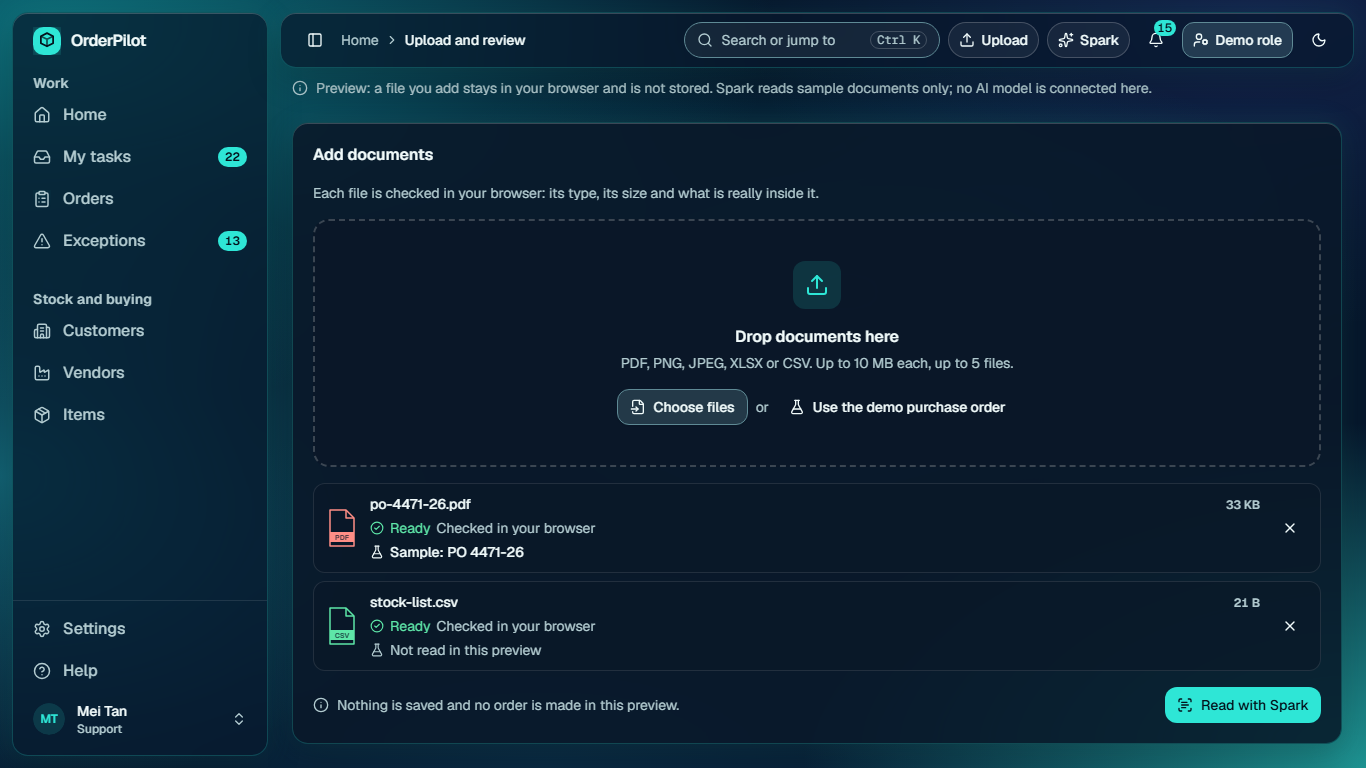 OrderPilot
Work
Home
My tasks 22
Orders
Exceptions 13
Stock and buying
Customers
Vendors
Items
Settings
Help
MT Mei Tan
Support
Home > Upload and review
Search or jump to Ctrl K
Upload
Spark
15
Demo role
Preview: a file you add stays in your browser and is not stored. Spark reads sample documents only; no AI model is connected here.
Add documents
Each file is checked in your browser: its type, its size and what is really inside it.
Drop documents here
PDF, PNG, JPEG, XLSX or CSV. Up to 10 MB each, up to 5 files.
Choose files or Use the demo purchase order
po-4471-26.pdf 33 KB
PDF
Ready Checked in your browser
Sample: PO 4471-26
stock-list.csv 21 B
CSV
Ready Checked in your browser
Not read in this preview
Nothing is saved and no order is made in this preview.
Read with Spark